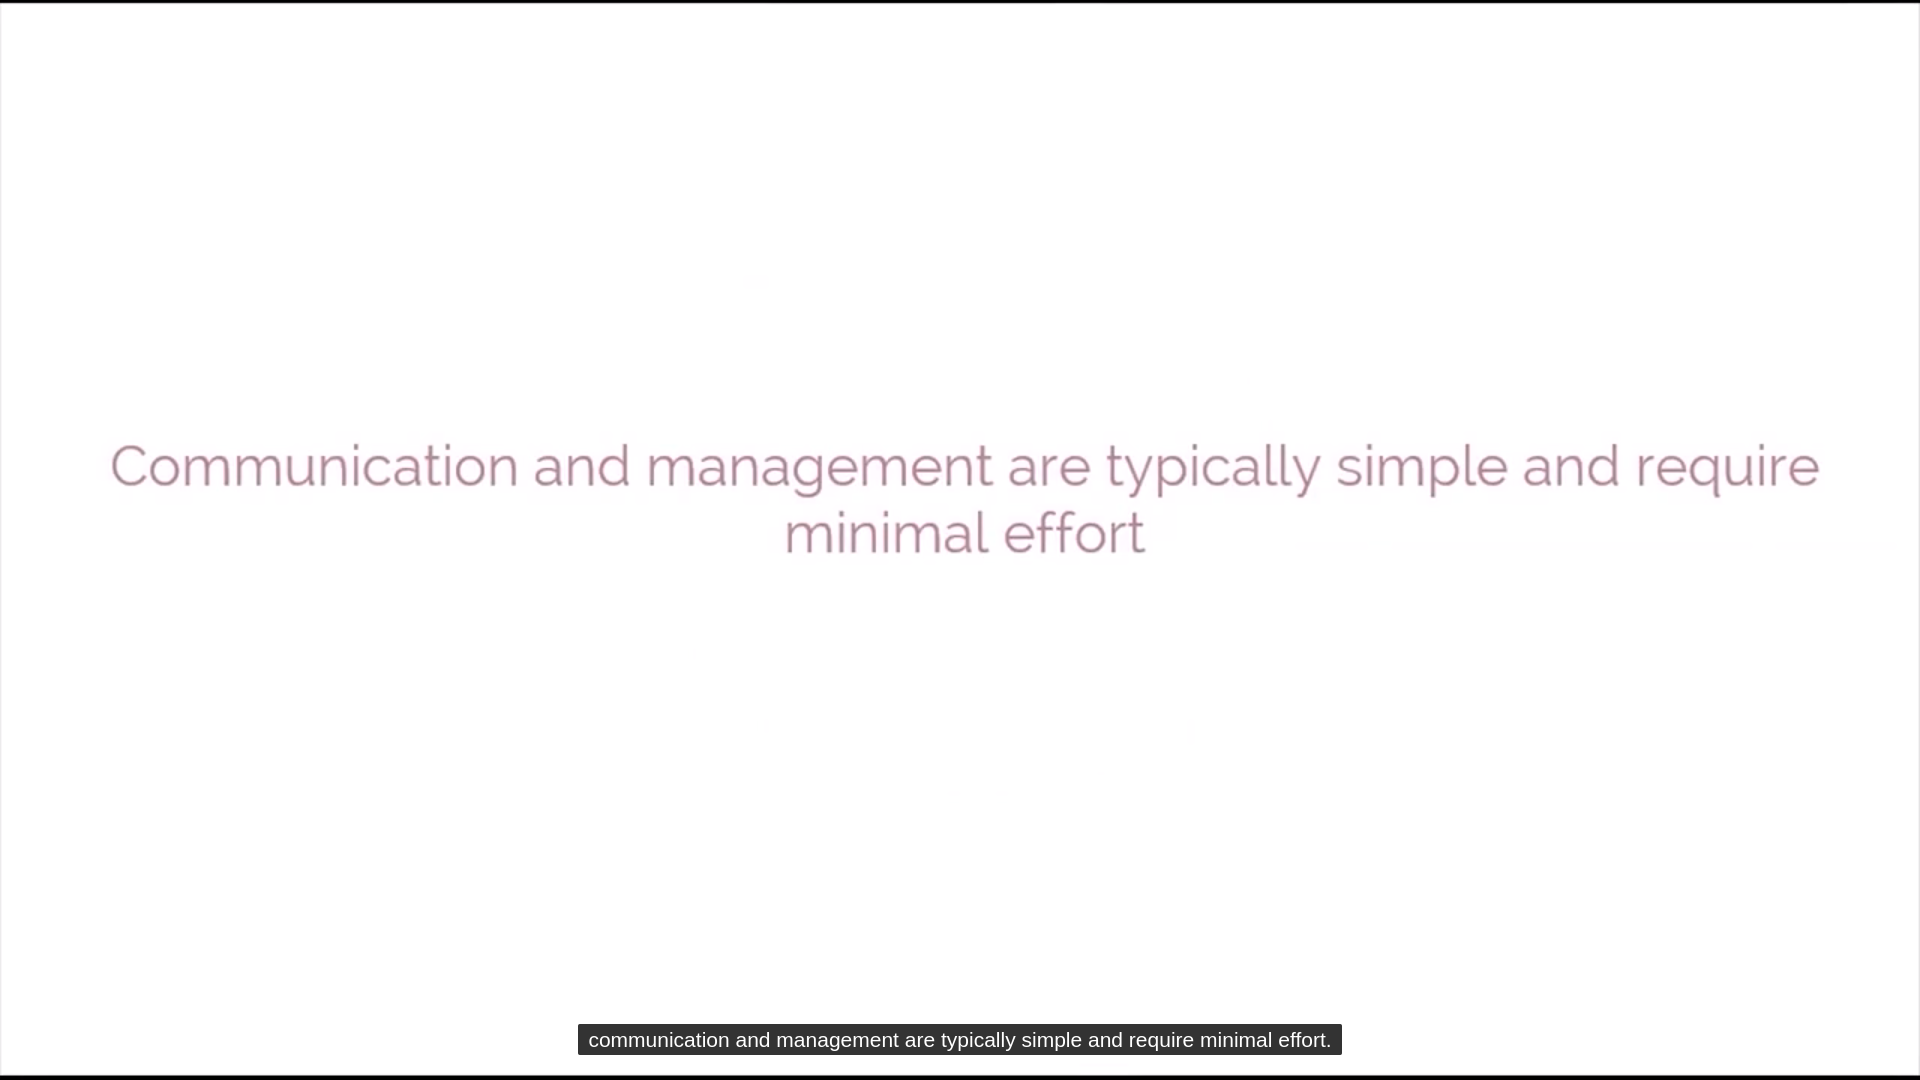 Communication and management are typically simple and require
minimal effort
communication and management are typically simple and require minimal effort.